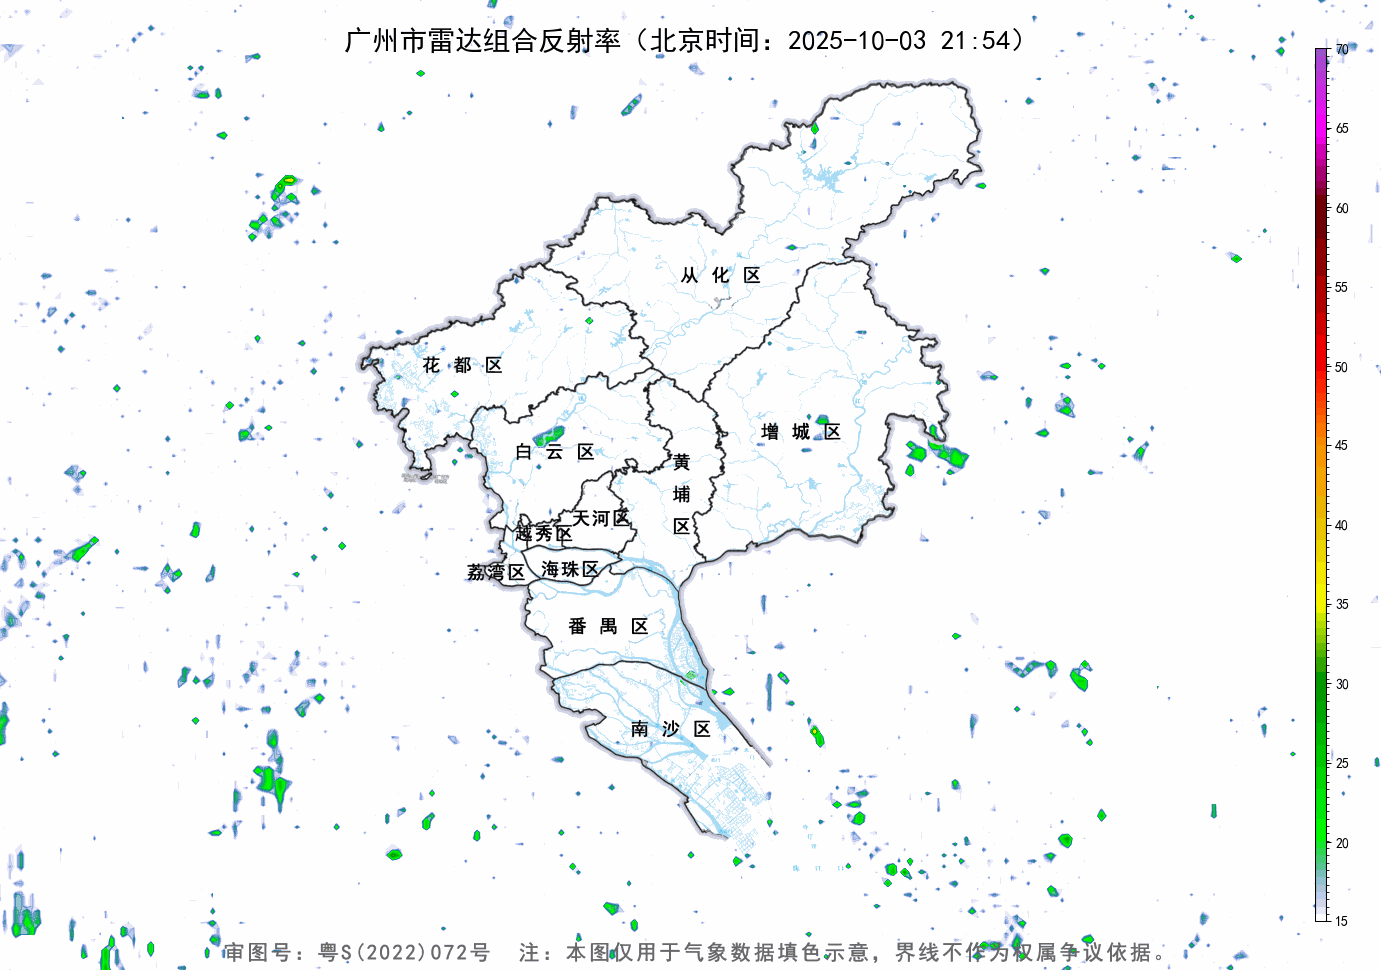 广州市雷达组合反射率（北京时间：2025-10-03 21:54）
70
65
60
55
50
45
40
35
30
25
20
15
从化区
花都区
增城区
白云区
黄埔区
天河区
越秀区
荔湾区
海珠区
番禺区
南沙区
审图号：粤S(2022)072号 注：本图仅用于气象数据填色示意，界线不作为权属争议依据。